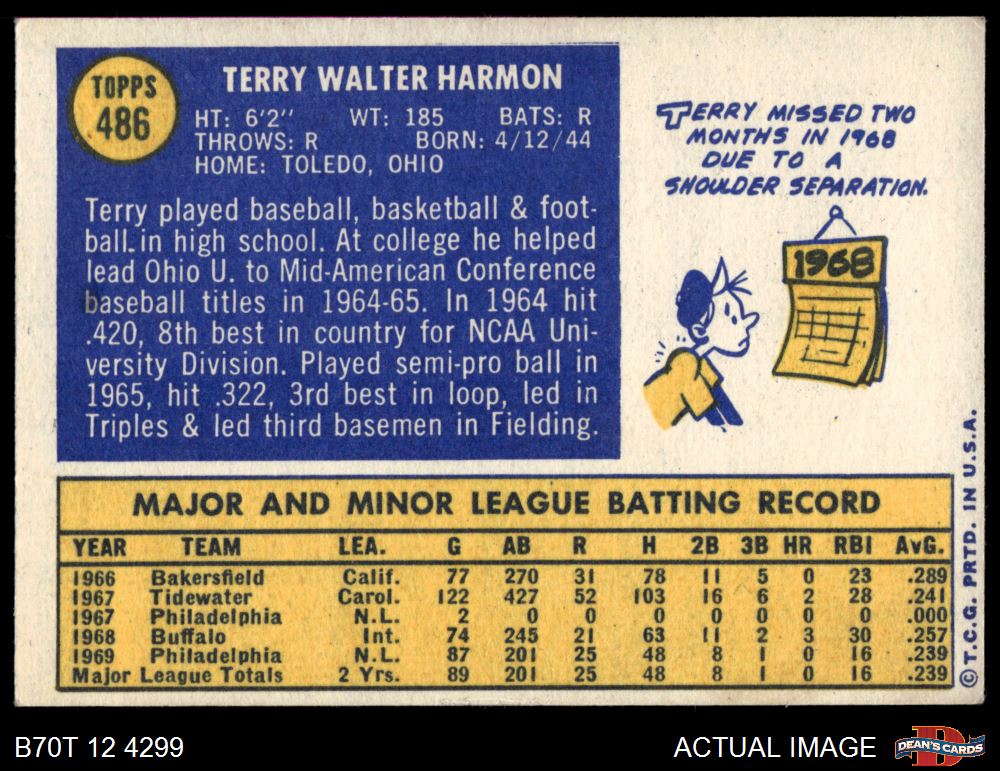 TOPPS
486
TERRY WALTER HARMON
HT: 6'2'' WT: 185 BATS: R
THROWS: R BORN: 4/12/44
HOME: TOLEDO, OHIO
Terry played baseball, basketball & foot-
ball. in high school. At college he helped
lead Ohio U. to Mid-American Conference
baseball titles in 1964-65. In 1964 hit
.420, 8th best in country for NCAA Uni-
versity Division. Played semi-pro ball in
1965, hit .322, 3rd best in loop, led in
Triples & led third basemen in Fielding.
TERRY MISSED TWO
MONTHS IN 1968
DUE TO A
SHOULDER SEPARATION.
1968
MAJOR AND MINOR LEAGUE BATTING RECORD
YEAR TEAM LEA. G AB R H 2B 3B HR RBI AvG.
1966 Bakersfield Calif. 77 270 31 78 11 5 0 23 .289
1967 Tidewater Carol. 122 427 52 103 16 6 2 28 .241
1967 Philadelphia N.L. 2 0 0 0 0 0 0 0 .000
1968 Buffalo Int. 74 245 21 63 11 2 3 30 .257
1969 Philadelphia N.L. 87 201 25 48 8 1 0 16 .239
Major League Totals 2 Yrs. 89 201 25 48 8 1 0 16 .239
© T.C.G. PRTD. IN U.S.A.
B70T 12 4299
ACTUAL IMAGE
DEAN'S CARDS